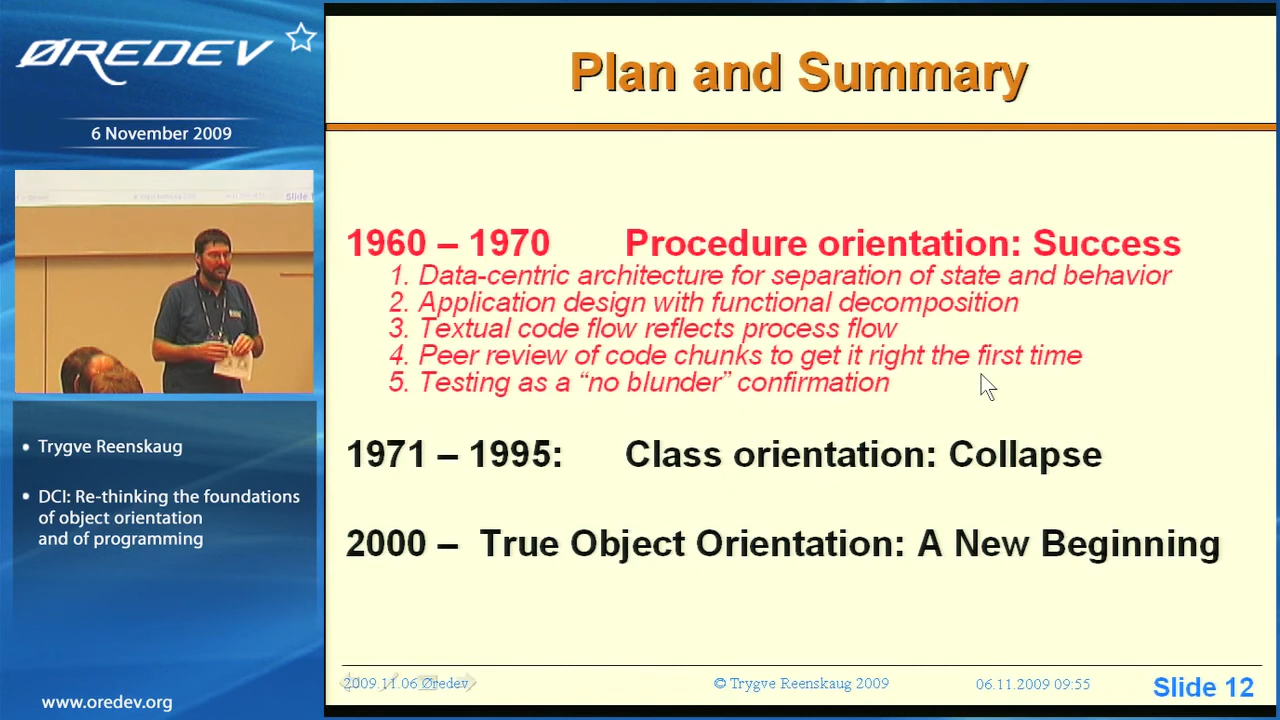 ØREDEV
6 November 2009
Slide 1
• Trygve Reenskaug
• DCI: Re-thinking the foundations
of object orientation
and of programming
www.oredev.org
Plan and Summary
1960 – 1970 Procedure orientation: Success
1. Data-centric architecture for separation of state and behavior
2. Application design with functional decomposition
3. Textual code flow reflects process flow
4. Peer review of code chunks to get it right the first time
5. Testing as a “no blunder” confirmation
1971 – 1995: Class orientation: Collapse
2000 – True Object Orientation: A New Beginning
2009.11.06 Øredev
© Trygve Reenskaug 2009
06.11.2009 09:55
Slide 12